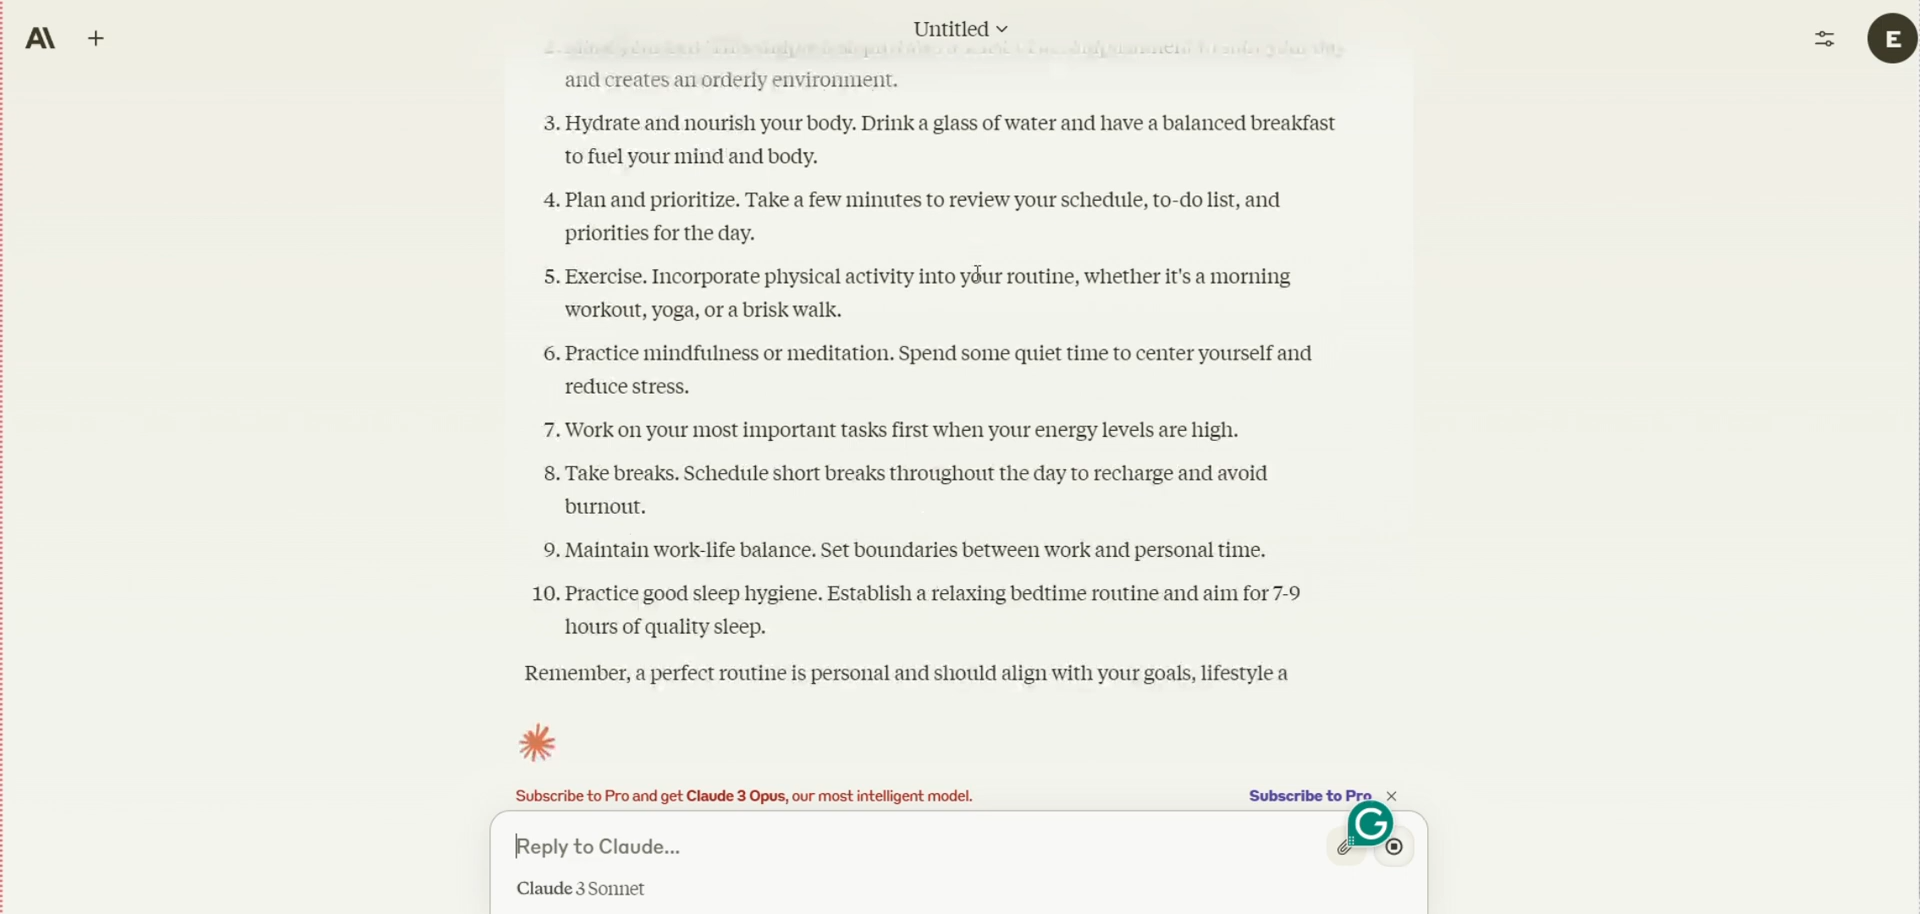 A\ +
Untitled
E
and creates an orderly environment.
3. Hydrate and nourish your body. Drink a glass of water and have a balanced breakfast
to fuel your mind and body.
4. Plan and prioritize. Take a few minutes to review your schedule, to-do list, and
priorities for the day.
5. Exercise. Incorporate physical activity into your routine, whether it's a morning
workout, yoga, or a brisk walk.
6. Practice mindfulness or meditation. Spend some quiet time to center yourself and
reduce stress.
7. Work on your most important tasks first when your energy levels are high.
8. Take breaks. Schedule short breaks throughout the day to recharge and avoid
burnout.
9. Maintain work-life balance. Set boundaries between work and personal time.
10. Practice good sleep hygiene. Establish a relaxing bedtime routine and aim for 7-9
hours of quality sleep.
Remember, a perfect routine is personal and should align with your goals, lifestyle a
Subscribe to Pro and get Claude 3 Opus, our most intelligent model. Subscribe to Pro
G
Reply to Claude...
Claude 3 Sonnet